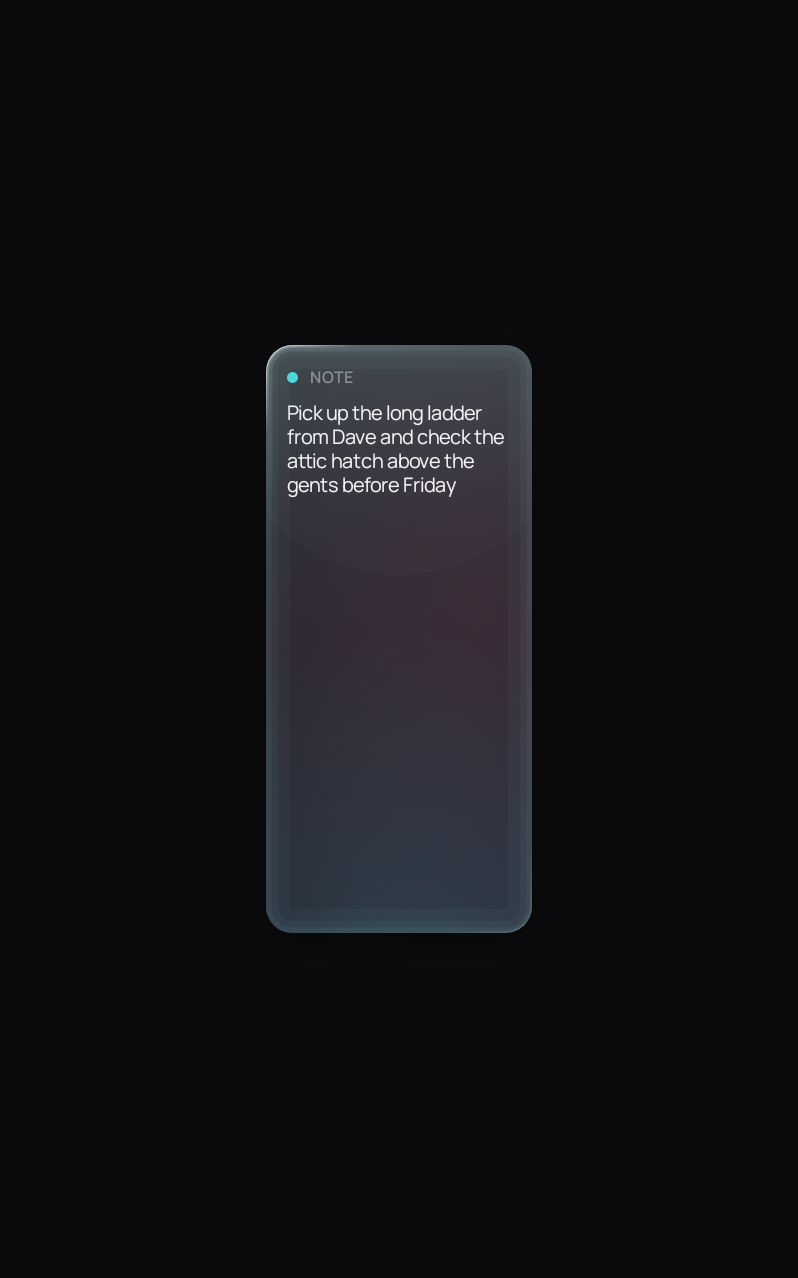 NOTE
Pick up the long ladder
from Dave and check the
attic hatch above the
gents before Friday